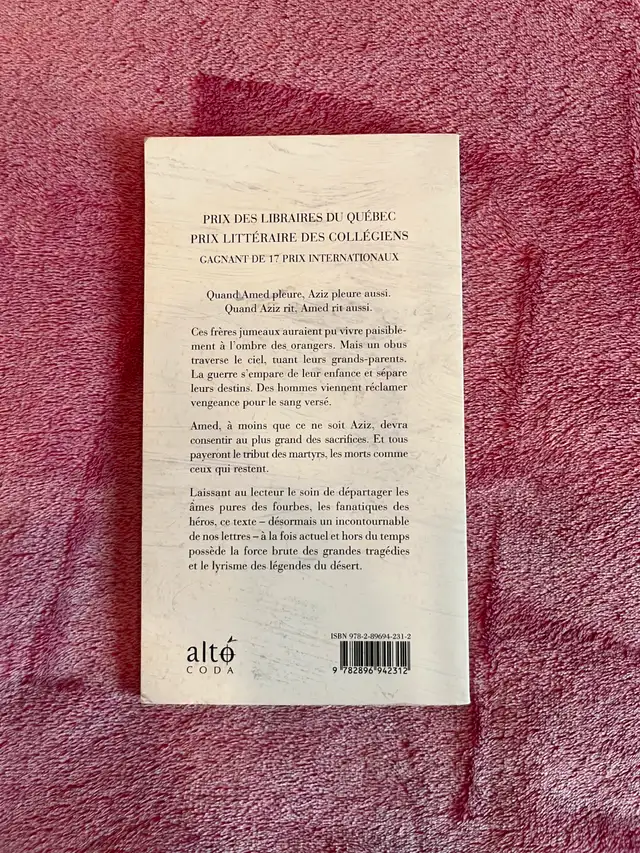 PRIX DES LIBRAIRES DU QUÉBEC
PRIX LITTÉRAIRE DES COLLÉGIENS
GAGNANT DE 17 PRIX INTERNATIONAUX
Quand Amed pleure, Aziz pleure aussi.
Quand Aziz rit, Amed rit aussi.
Ces frères jumeaux auraient pu vivre paisible-
ment à l'ombre des orangers. Mais un obus
traverse le ciel, tuant leurs grands-parents.
La guerre s'empare de leur enfance et sépare
leurs destins. Des hommes viennent réclamer
vengeance pour le sang versé.
Amed, à moins que ce ne soit Aziz, devra
consentir au plus grand des sacrifices. Et tous
payeront le tribut des martyrs, les morts comme
ceux qui restent.
Laissant au lecteur le soin de départager les
âmes pures des fourbes, les fanatiques des
héros, ce texte – désormais un incontournable
de nos lettres – à la fois actuel et hors du temps
possède la force brute des grandes tragédies
et le lyrisme des légendes du désert.
ISBN 978-2-89694-231-2
alto
CODA
9 782896 942312